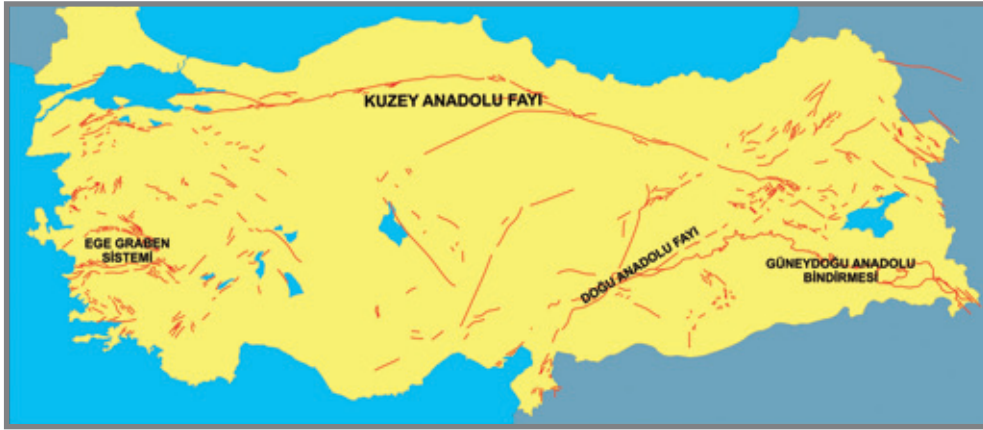 KUZEY ANADOLU FAYI
EGE GRABEN
SİSTEMİ
DOĞU ANADOLU FAYI
GÜNEYDOĞU ANADOLU
BİNDİRMESİ